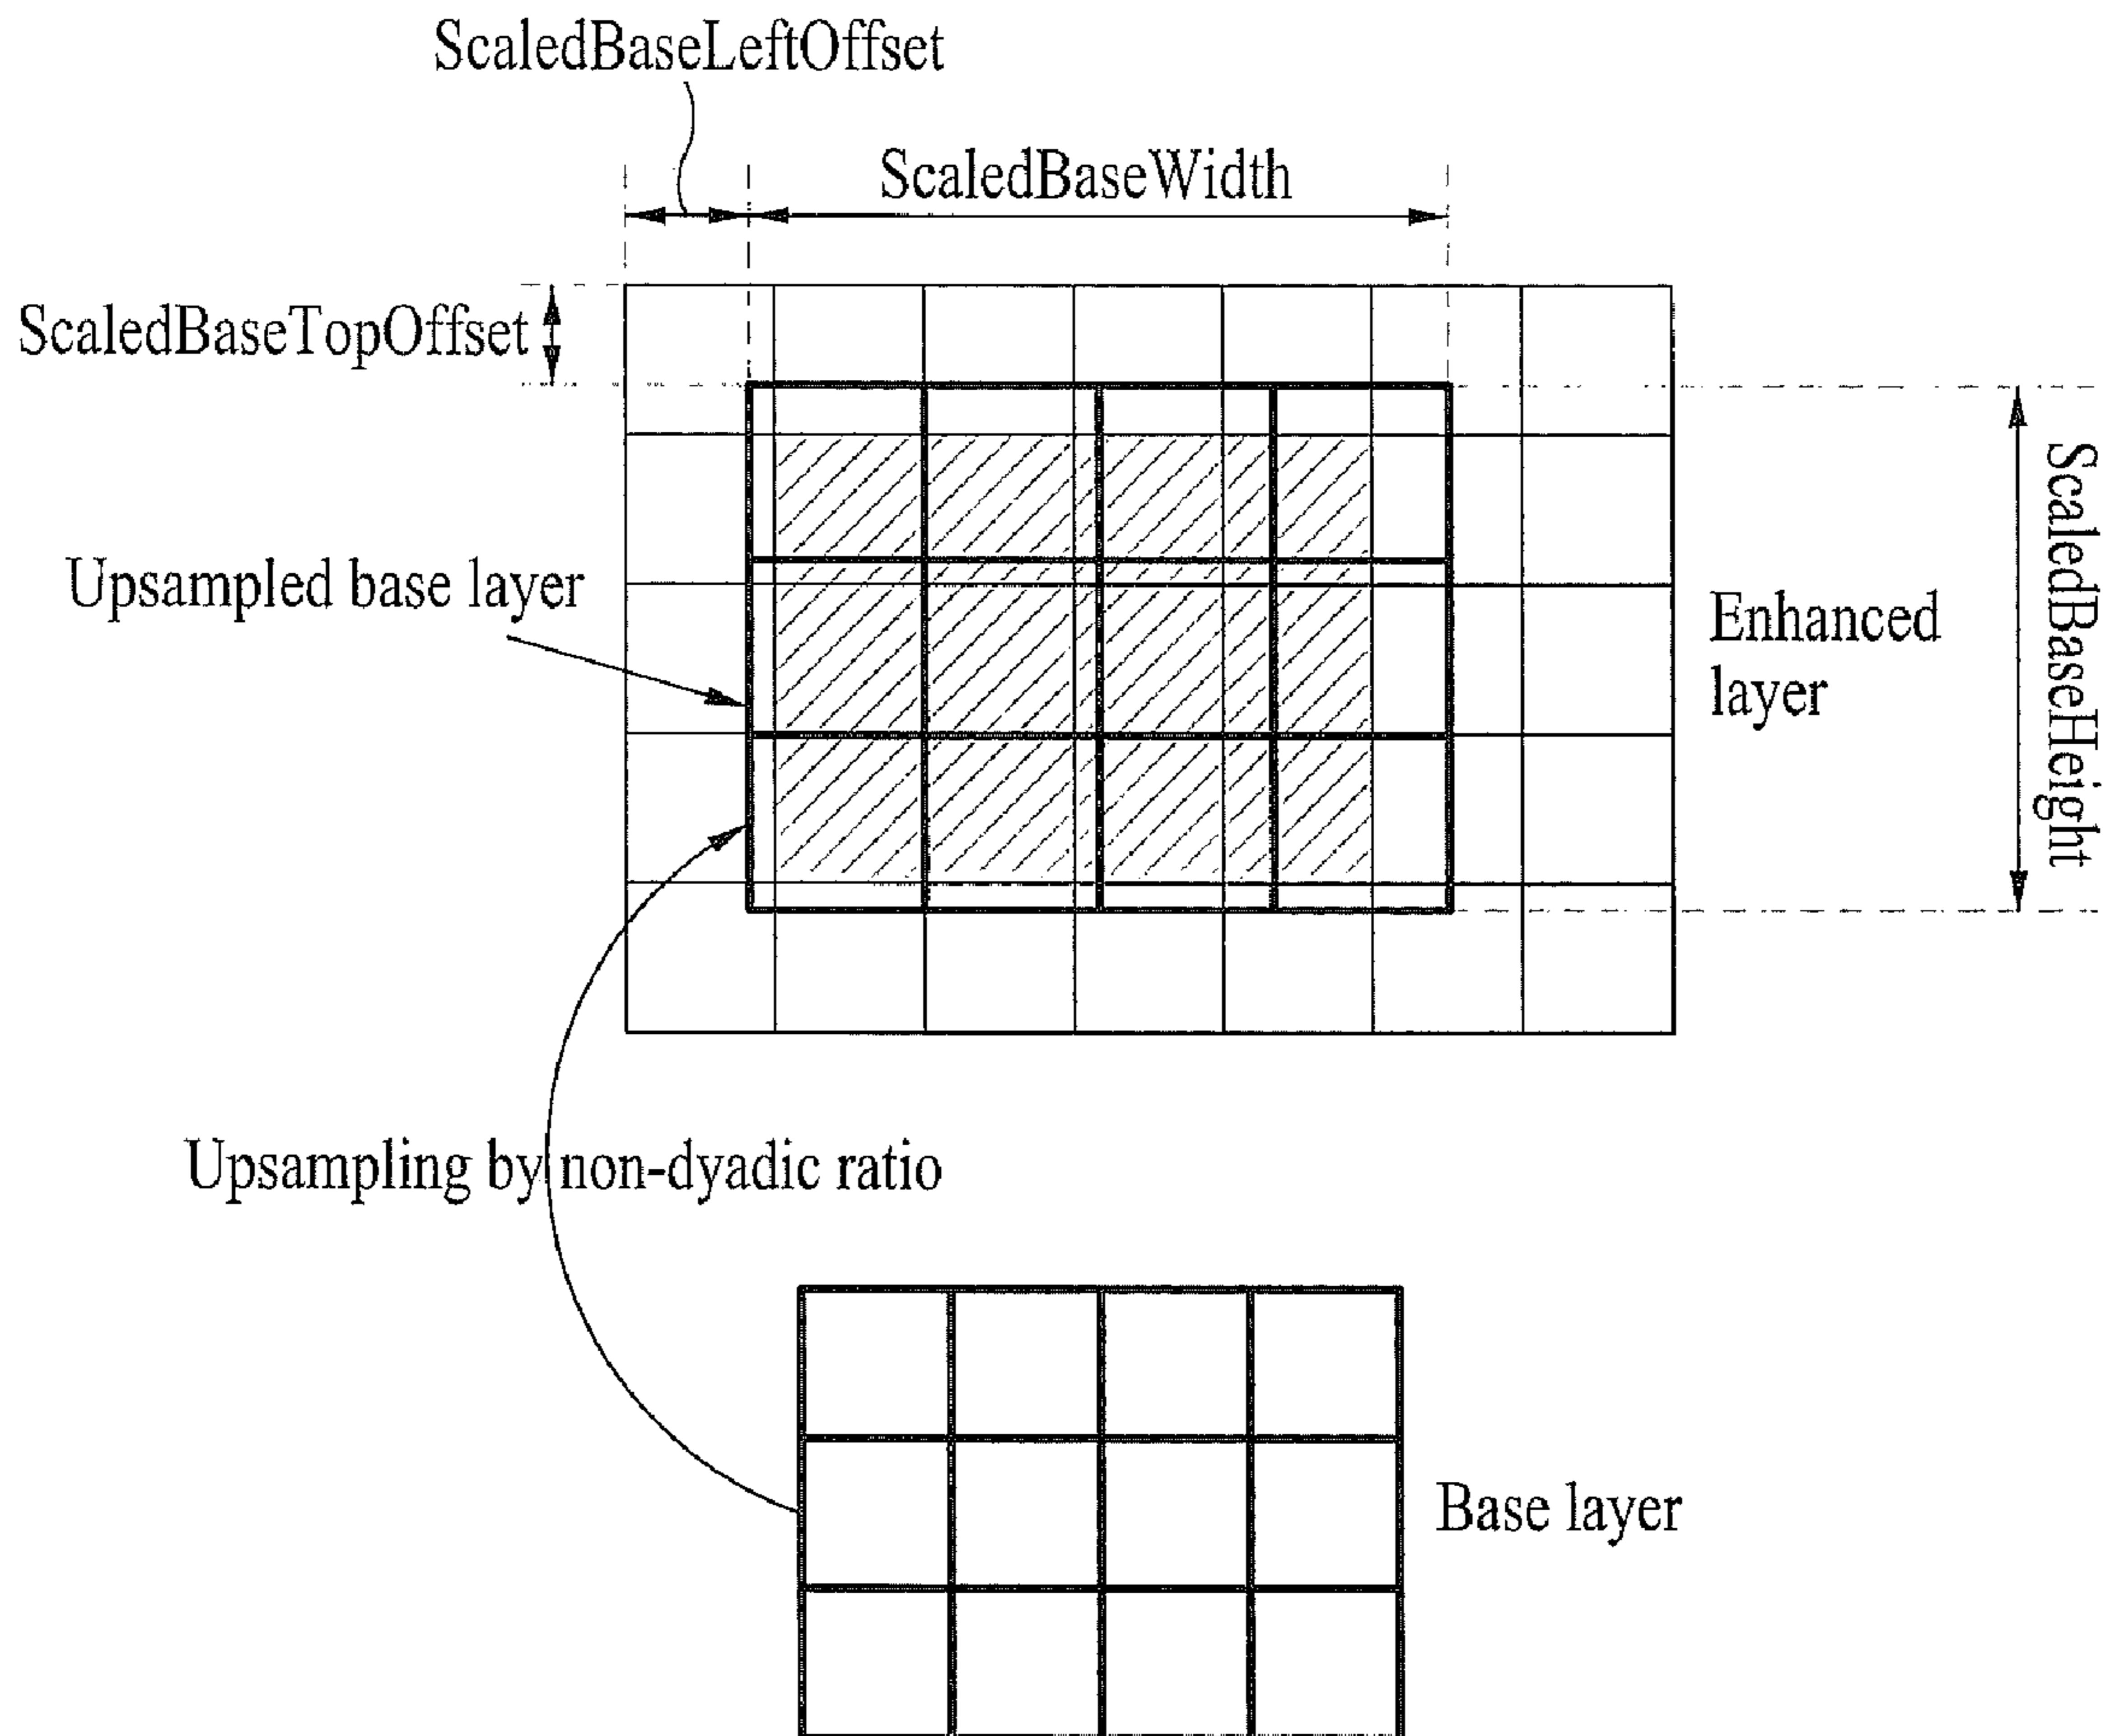 ScaledBaseLeftOffset
ScaledBaseWidth
ScaledBaseTopOffset
Upsampled base layer
Enhanced
layer
ScaledBaseHeight
Upsampling by non-dyadic ratio
Base layer